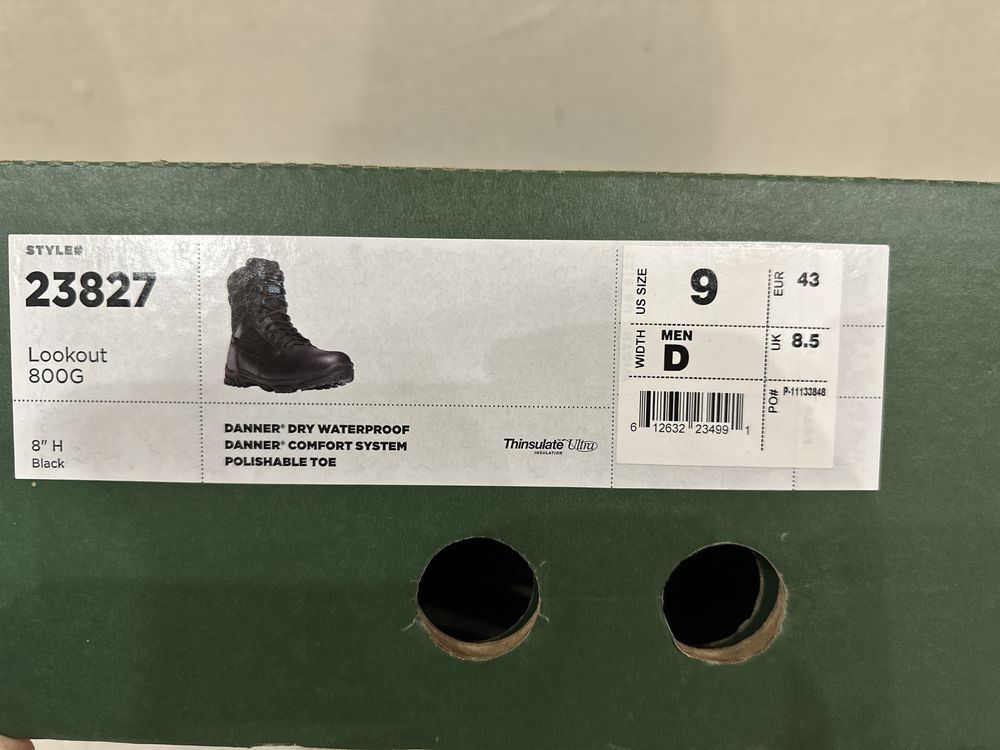 STYLE#
23827
Lookout
800G
8" H
Black
DANNER® DRY WATERPROOF
DANNER® COMFORT SYSTEM
POLISHABLE TOE
Thinsulate™ Ultra
INSULATION
US SIZE
9
EUR
43
WIDTH
MEN
D
UK
8.5
PO#
P-11133848
6 12632 23499 1